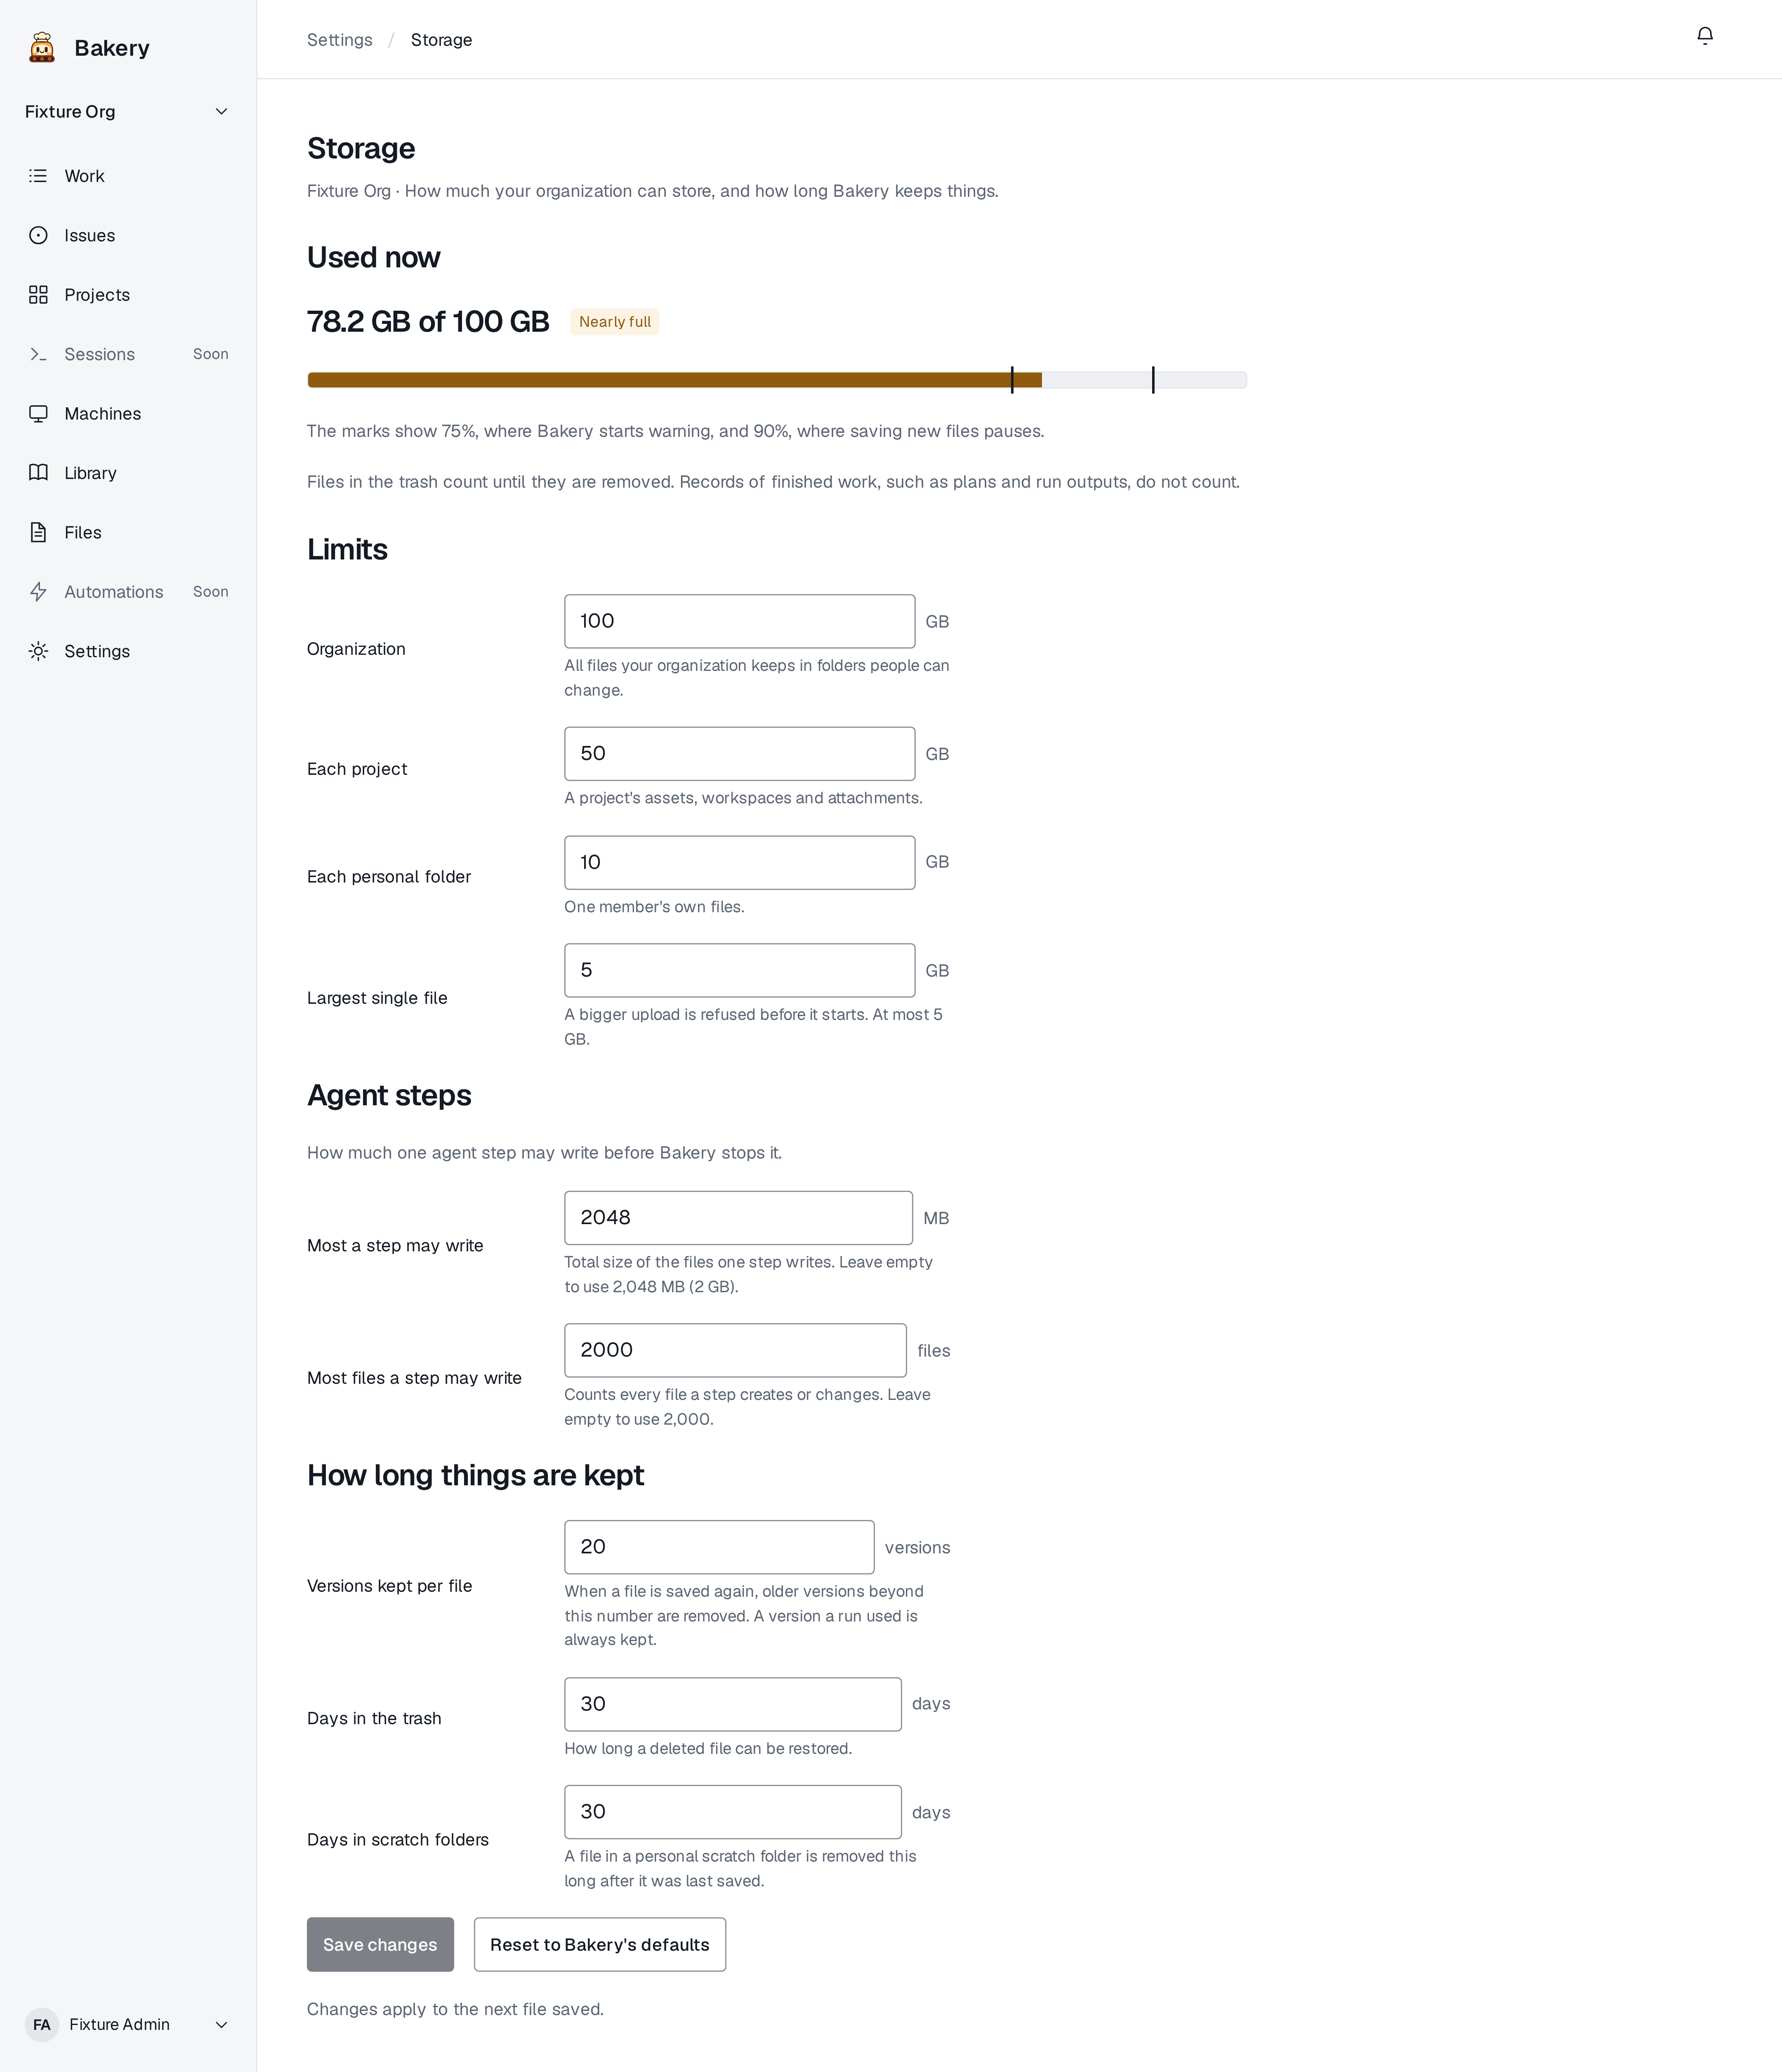 Bakery
Fixture Org
Work
Issues
Projects
Sessions Soon
Machines
Library
Files
Automations Soon
Settings
FA Fixture Admin
Settings / Storage
Storage
Fixture Org · How much your organization can store, and how long Bakery keeps things.
Used now
78.2 GB of 100 GB Nearly full
The marks show 75%, where Bakery starts warning, and 90%, where saving new files pauses.
Files in the trash count until they are removed. Records of finished work, such as plans and run outputs, do not count.
Limits
Organization
100 GB
All files your organization keeps in folders people can
change.
Each project
50 GB
A project's assets, workspaces and attachments.
Each personal folder
10 GB
One member's own files.
Largest single file
5 GB
A bigger upload is refused before it starts. At most 5
GB.
Agent steps
How much one agent step may write before Bakery stops it.
Most a step may write
2048 MB
Total size of the files one step writes. Leave empty
to use 2,048 MB (2 GB).
Most files a step may write
2000 files
Counts every file a step creates or changes. Leave
empty to use 2,000.
How long things are kept
Versions kept per file
20 versions
When a file is saved again, older versions beyond
this number are removed. A version a run used is
always kept.
Days in the trash
30 days
How long a deleted file can be restored.
Days in scratch folders
30 days
A file in a personal scratch folder is removed this
long after it was last saved.
Save changes Reset to Bakery's defaults
Changes apply to the next file saved.